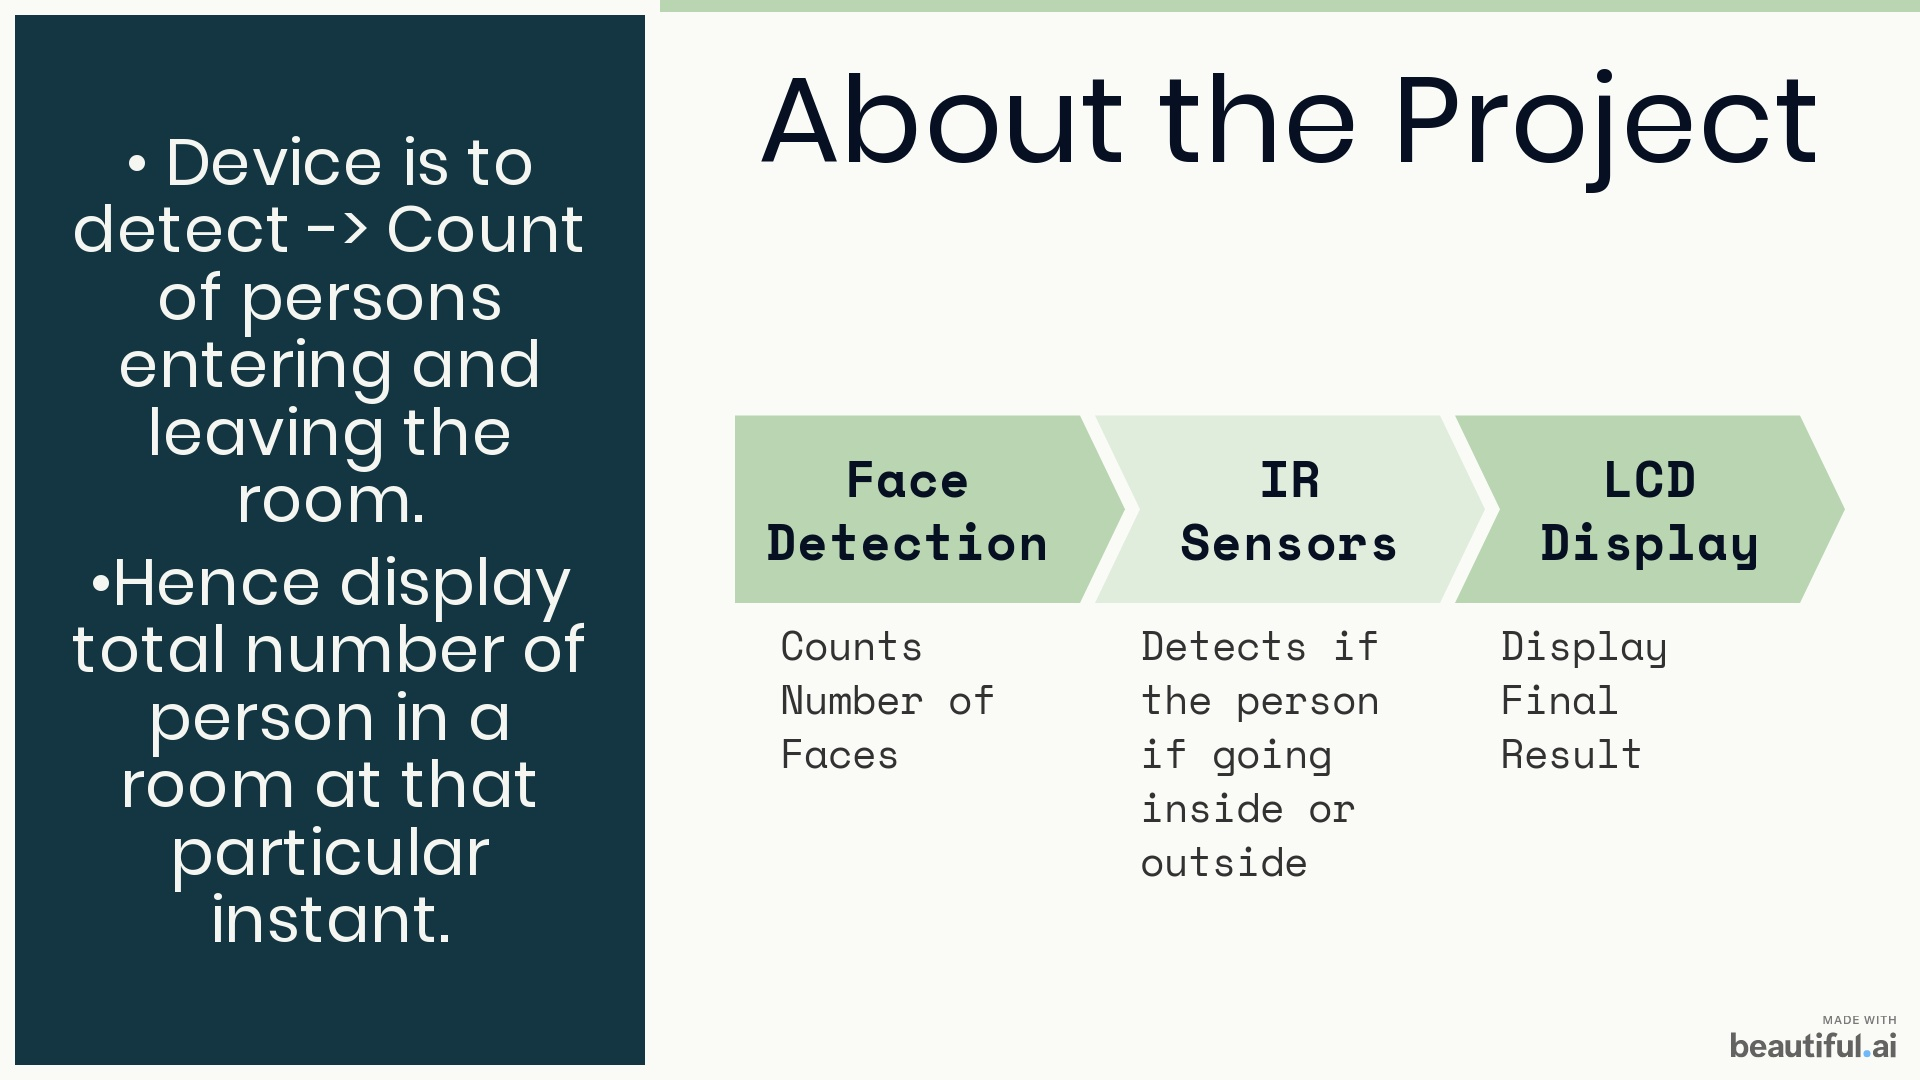 • Device is to
detect -> Count
of persons
entering and
leaving the
room.
•Hence display
total number of
person in a
room at that
particular
instant.
About the Project
Face
Detection
Counts
Number of
Faces
IR
Sensors
Detects if
the person
if going
inside or
outside
LCD
Display
Display
Final
Result
MADE WITH
beautiful.ai